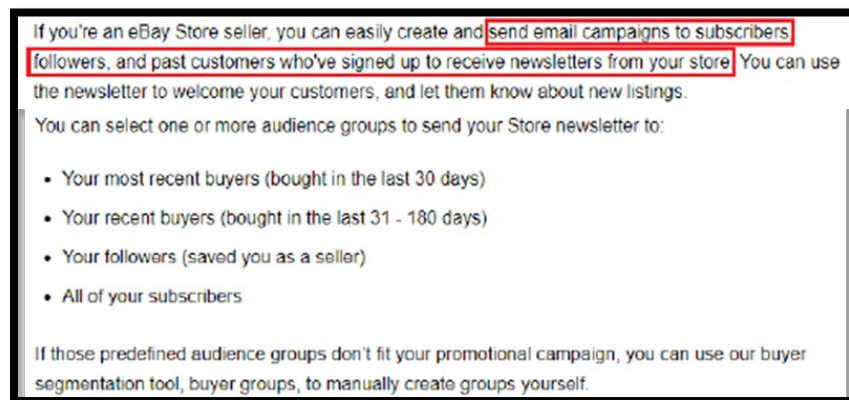 If you're an eBay Store seller, you can easily create and send email campaigns to subscribers,
followers, and past customers who've signed up to receive newsletters from your store. You can use
the newsletter to welcome your customers, and let them know about new listings.
You can select one or more audience groups to send your Store newsletter to:
• Your most recent buyers (bought in the last 30 days)
• Your recent buyers (bought in the last 31 - 180 days)
• Your followers (saved you as a seller)
• All of your subscribers
If those predefined audience groups don't fit your promotional campaign, you can use our buyer
segmentation tool, buyer groups, to manually create groups yourself.